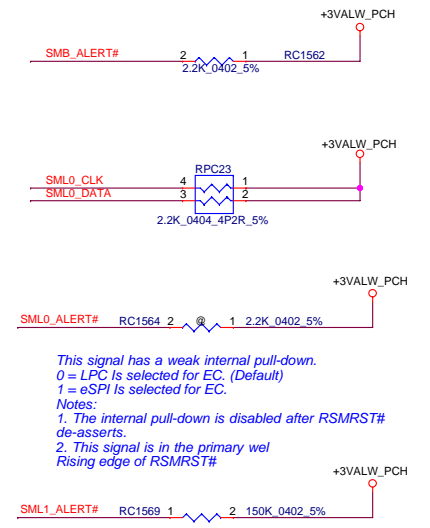 +3VALW_PCH
SMB_ALERT# 2 1 RC1562
2.2K_0402_5%
+3VALW_PCH
RPC23
SML0_CLK 4 1
SML0_DATA 3 2
2.2K_0404_4P2R_5%
+3VALW_PCH
SML0_ALERT# RC1564 2 @ 1 2.2K_0402_5%
This signal has a weak internal pull-down.
0 = LPC Is selected for EC. (Default)
1 = eSPI Is selected for EC.
Notes:
1. The internal pull-down is disabled after RSMRST#
de-asserts.
2. This signal is in the primary wel
Rising edge of RSMRST#
+3VALW_PCH
SML1_ALERT# RC1569 1 2 150K_0402_5%